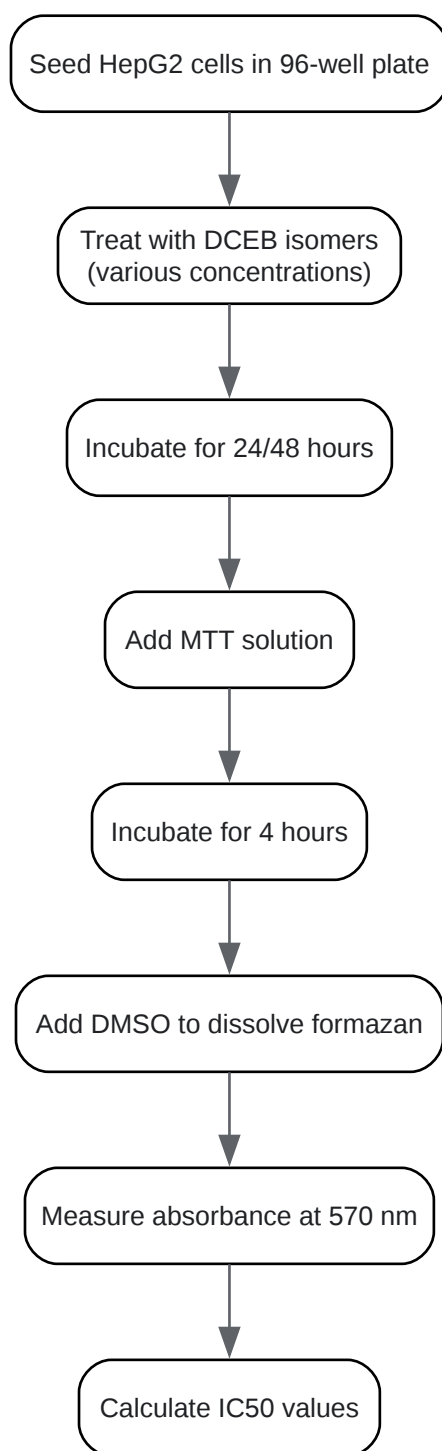 Seed HepG2 cells in 96-well plate
Treat with DCEB isomers
(various concentrations)
Incubate for 24/48 hours
Add MTT solution
Incubate for 4 hours
Add DMSO to dissolve formazan
Measure absorbance at 570 nm
Calculate IC50 values